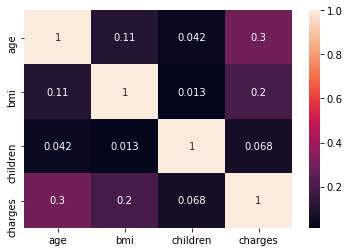 age 1 0.11 0.042 0.3
bmi 0.11 1 0.013 0.2
children 0.042 0.013 1 0.068
charges 0.3 0.2 0.068 1
age bmi children charges
1.0
0.8
0.6
0.4
0.2